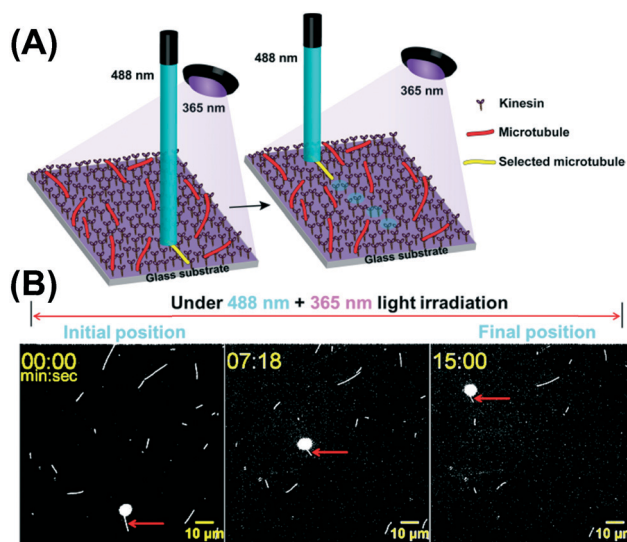 (A)
488 nm
365 nm
Glass substrate
488 nm
365 nm
Glass substrate
Kinesin
Microtubule
Selected microtubule
(B)
Under 488 nm + 365 nm light irradiation
Initial position
Final position
00:00
min:sec
10 µm
07:18
10 µm
15:00
10 µm